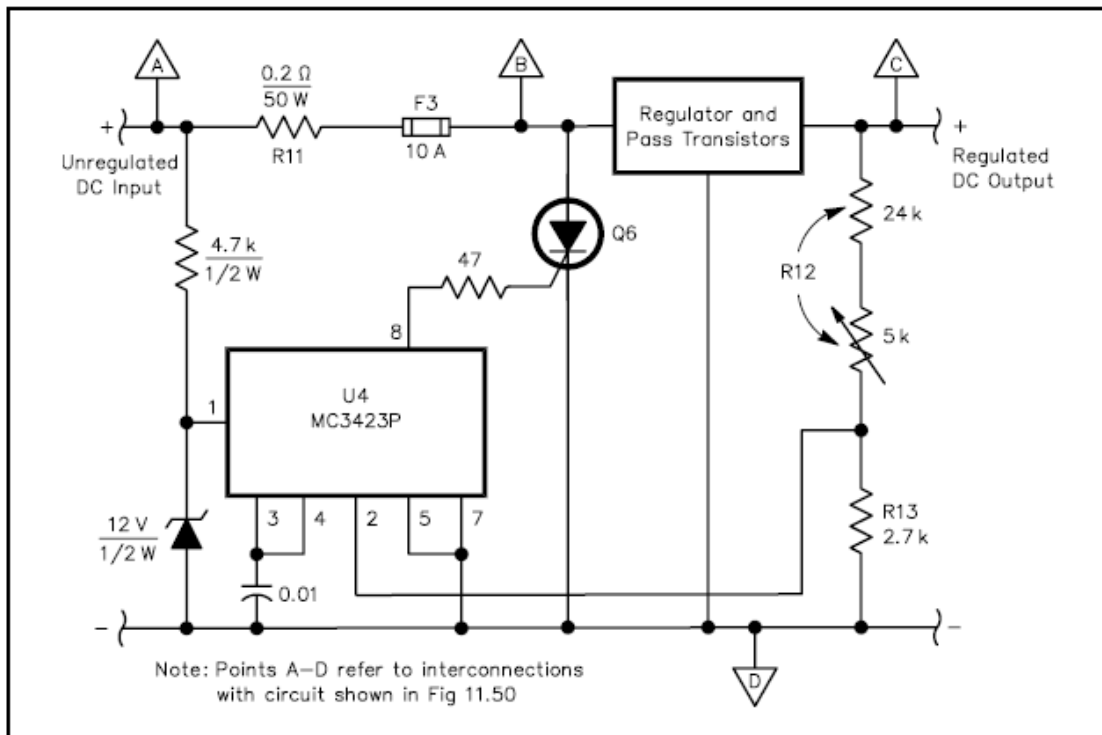 A
B
C
0.2 Ω
50 W
F3
R11
10 A
Regulator and
Pass Transistors
+
Unregulated
DC Input
+
Regulated
DC Output
24 k
Q6
R12
4.7 k
1/2 W
47
5 k
8
U4
MC3423P
1
3
4
2
5
7
R13
2.7 k
12 V
1/2 W
0.01
-
-
D
Note: Points A–D refer to interconnections
with circuit shown in Fig 11.50